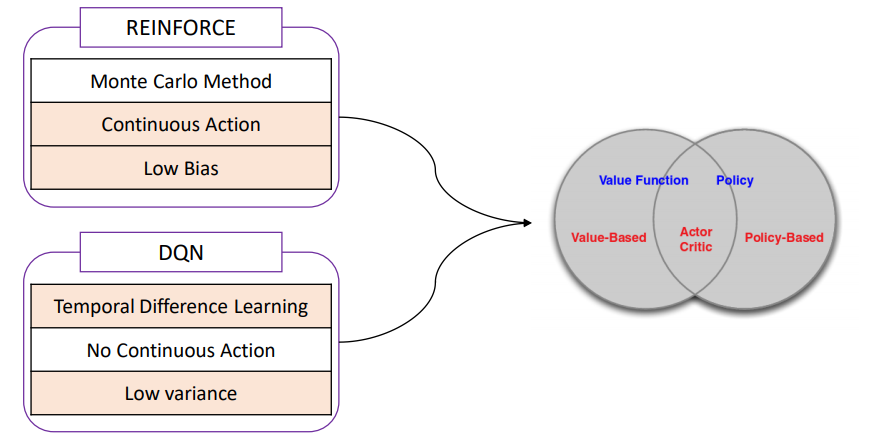 REINFORCE
Monte Carlo Method
Continuous Action
Low Bias
DQN
Temporal Difference Learning
No Continuous Action
Low variance
Value Function
Policy
Value-Based
Actor
Critic
Policy-Based